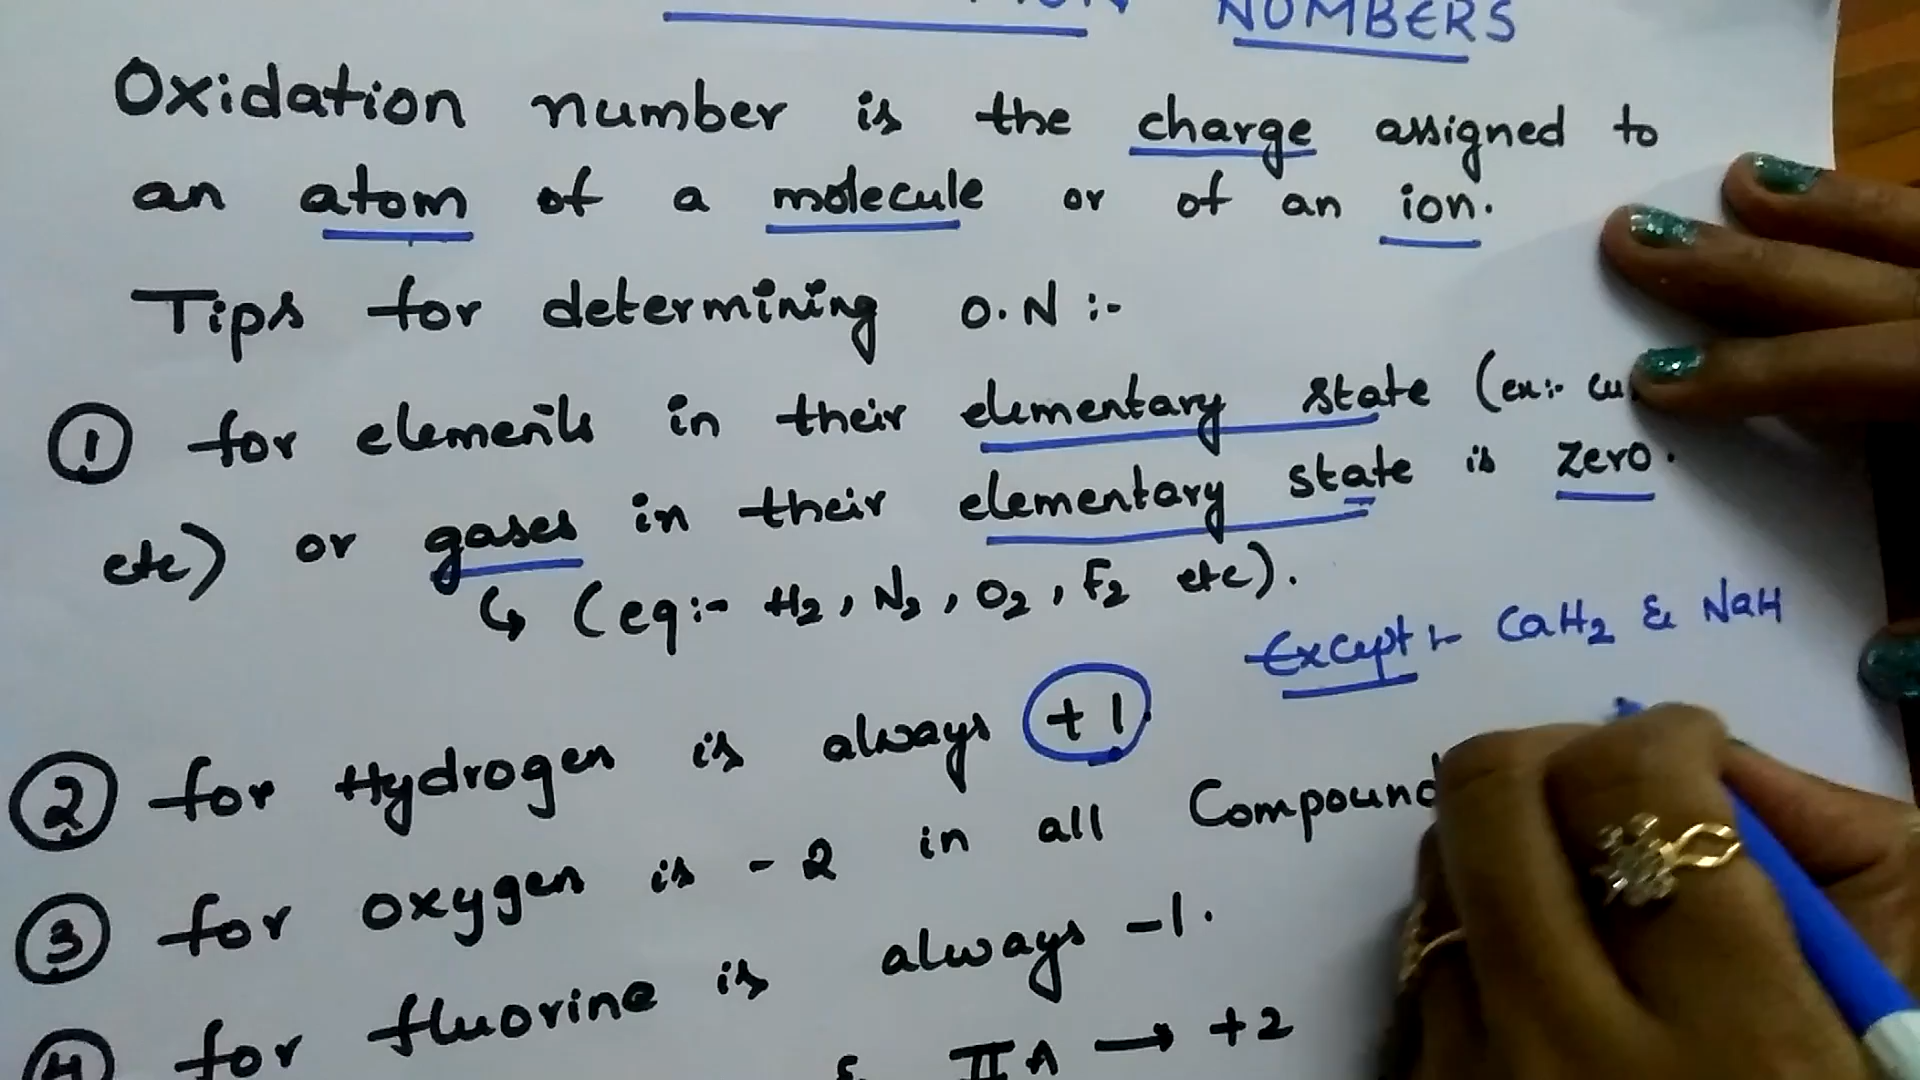 NUMBERS
Oxidation number is the charge assigned to
an atom of a molecule or of an ion.
Tips for determining O.N :-
① for elements in their elementary state (ex:- Cu
etc) or gases in their elementary state is zero.
↳ (eg:- H₂, N₂, O₂, F₂ etc).
Except :- CaH₂ & NaH
② for Hydrogen is always +1
③ for oxygen is -2 in all Compound
④ for fluorine is always -1.
& II A → +2